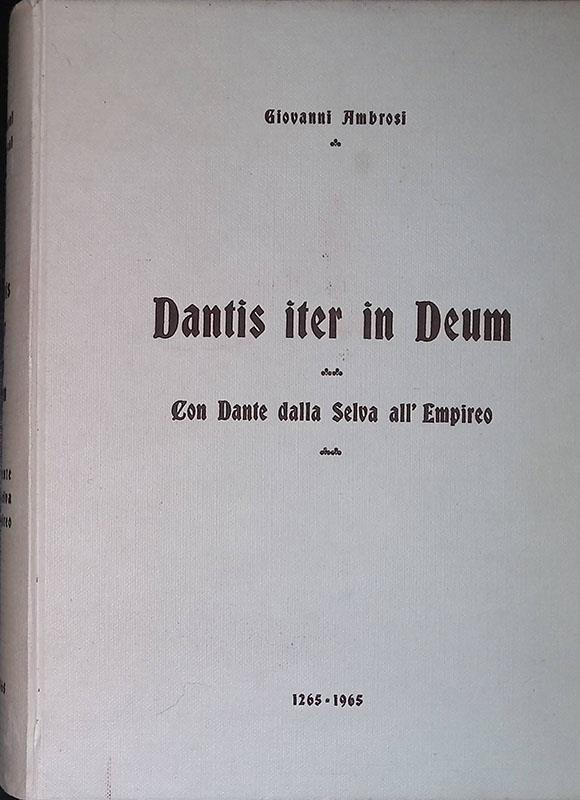 Giovanni Ambrosi
Dantis iter in Deum
Con Dante dalla Selva all' Empireo
1265 - 1965